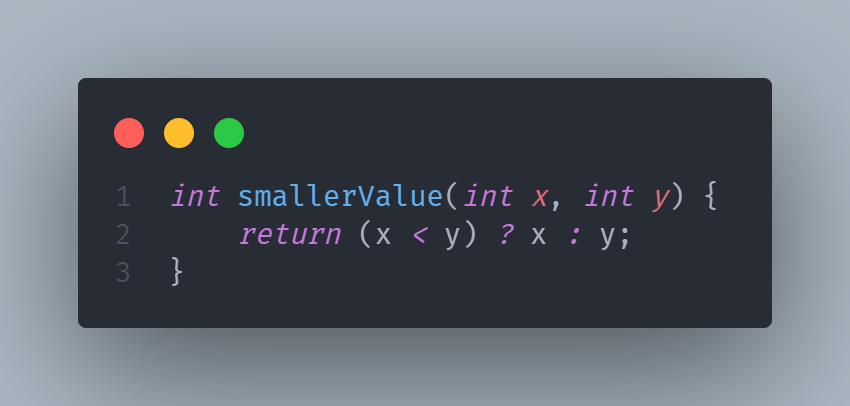 1 int smallerValue(int x, int y) {
2     return (x < y) ? x : y;
3 }